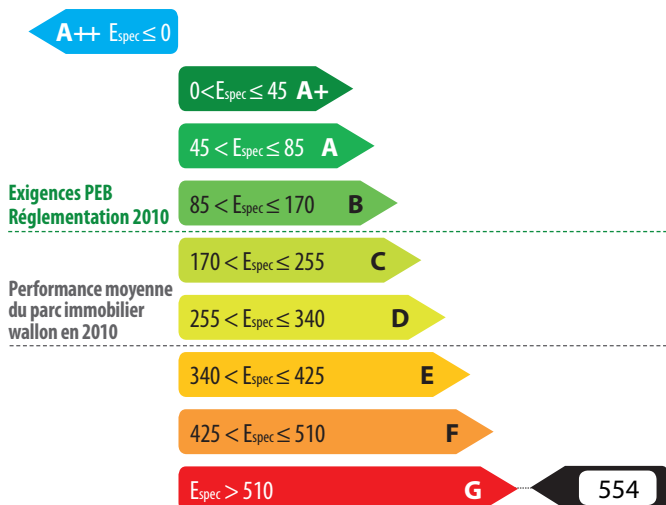 A++ Espec ≤ 0
0<Espec ≤ 45 A+
45 < Espec ≤ 85 A
Exigences PEB
Réglementation 2010
85 < Espec ≤ 170 B
170 < Espec ≤ 255 C
Performance moyenne
du parc immobilier
wallon en 2010
255 < Espec ≤ 340 D
340 < Espec ≤ 425 E
425 < Espec ≤ 510 F
Espec > 510 G
554